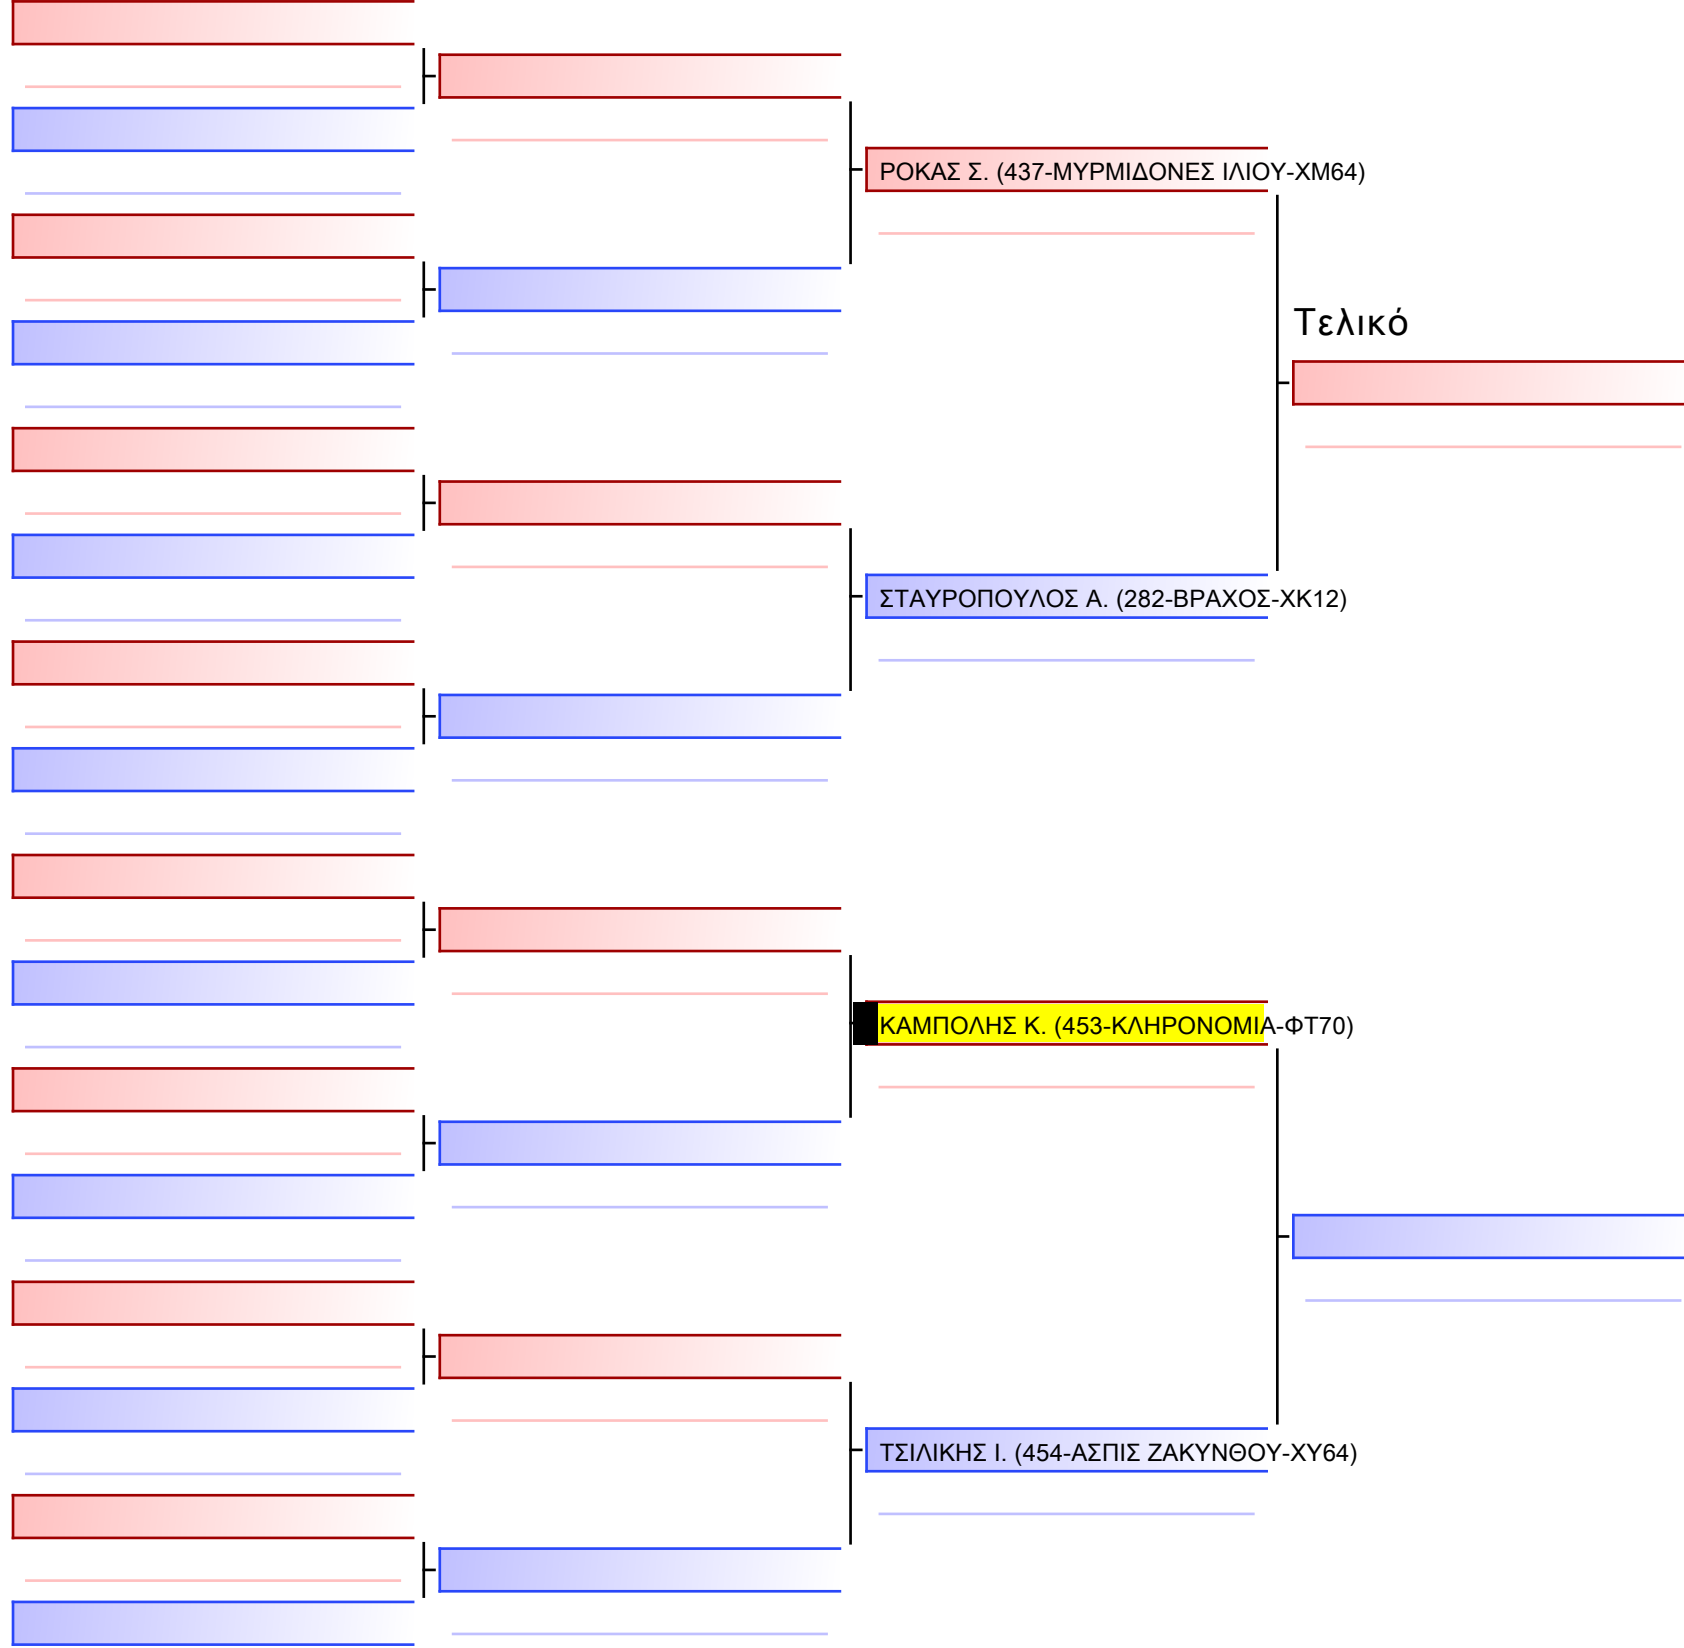 ΡΟΚΑΣ Σ. (437-ΜΥΡΜΙΔΟΝΕΣ ΙΛΙΟΥ-ΧΜ64)
Τελικό
ΣΤΑΥΡΟΠΟΥΛΟΣ Α. (282-ΒΡΑΧΟΣ-ΧΚ12)
ΚΑΜΠΟΛΗΣ Κ. (453-ΚΛΗΡΟΝΟΜΙΑ-ΦΤ70)
ΤΣΙΛΙΚΗΣ Ι. (454-ΑΣΠΙΣ ΖΑΚΥΝΘΟΥ-ΧΥ64)